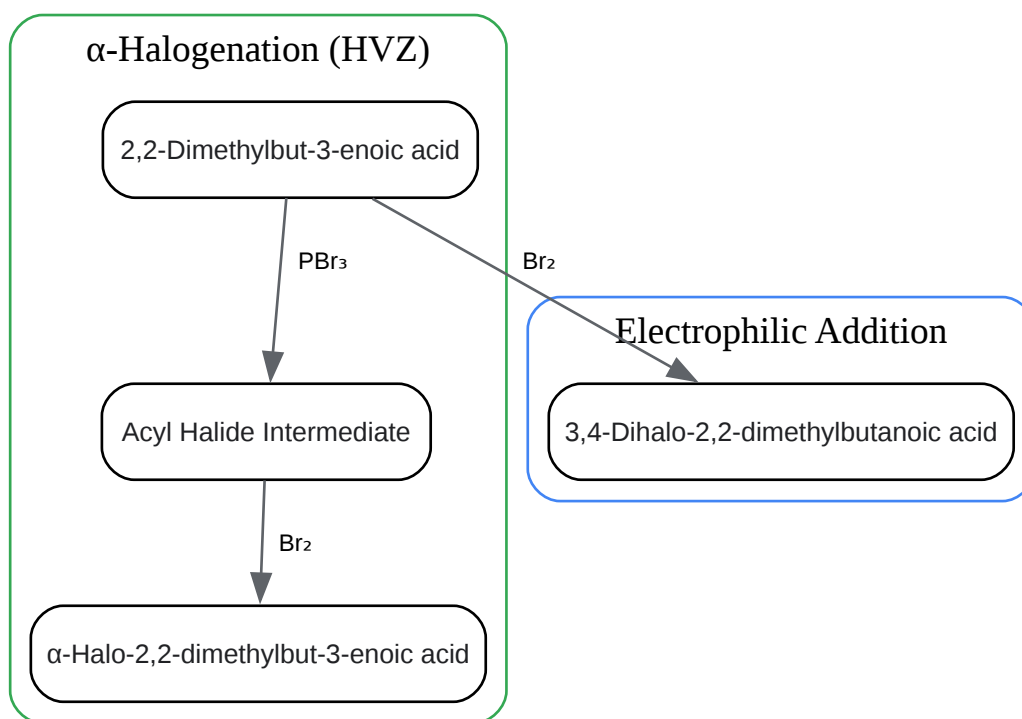 α-Halogenation (HVZ)
2,2-Dimethylbut-3-enoic acid
PBr₃
Br₂
Electrophilic Addition
Acyl Halide Intermediate
3,4-Dihalo-2,2-dimethylbutanoic acid
Br₂
α-Halo-2,2-dimethylbut-3-enoic acid